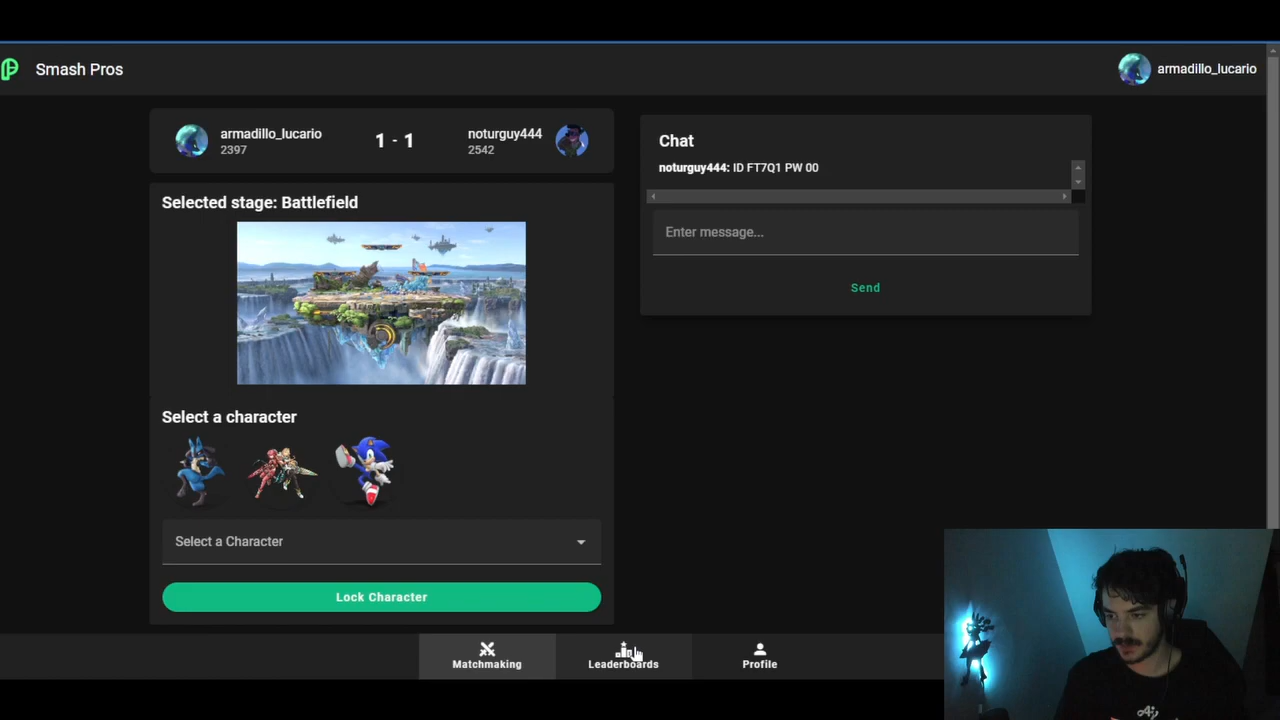 Smash Pros
armadillo_lucario
armadillo_lucario
2397
1 - 1
noturguy444
2542
Selected stage: Battlefield
Select a character
Select a Character
Lock Character
Chat
noturguy444: ID FT7Q1 PW 00
Enter message...
Send
Matchmaking
Leaderboards
Profile